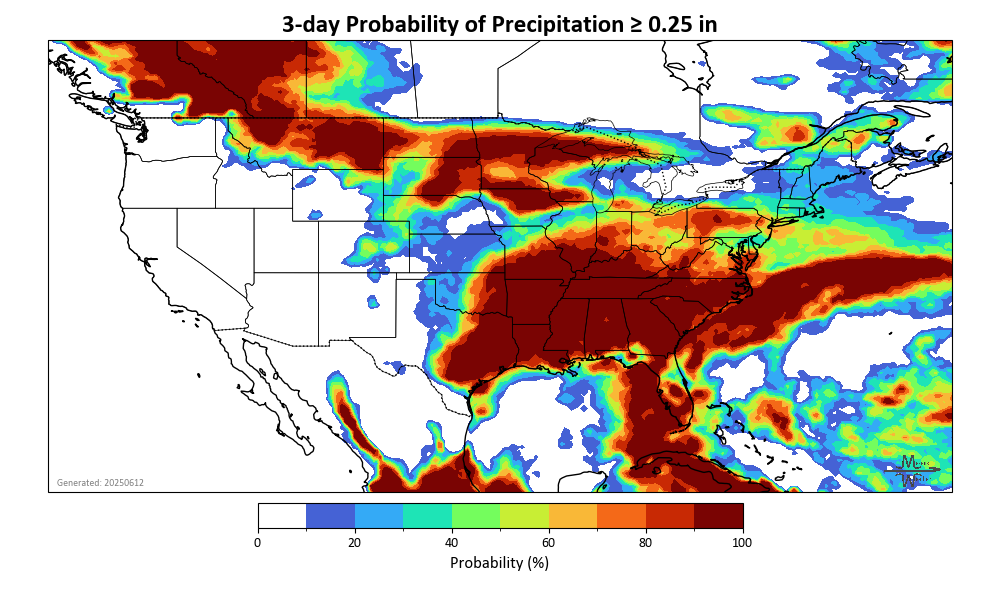 3-day Probability of Precipitation ≥ 0.25 in
Generated: 20250612
0 20 40 60 80 100
Probability (%)